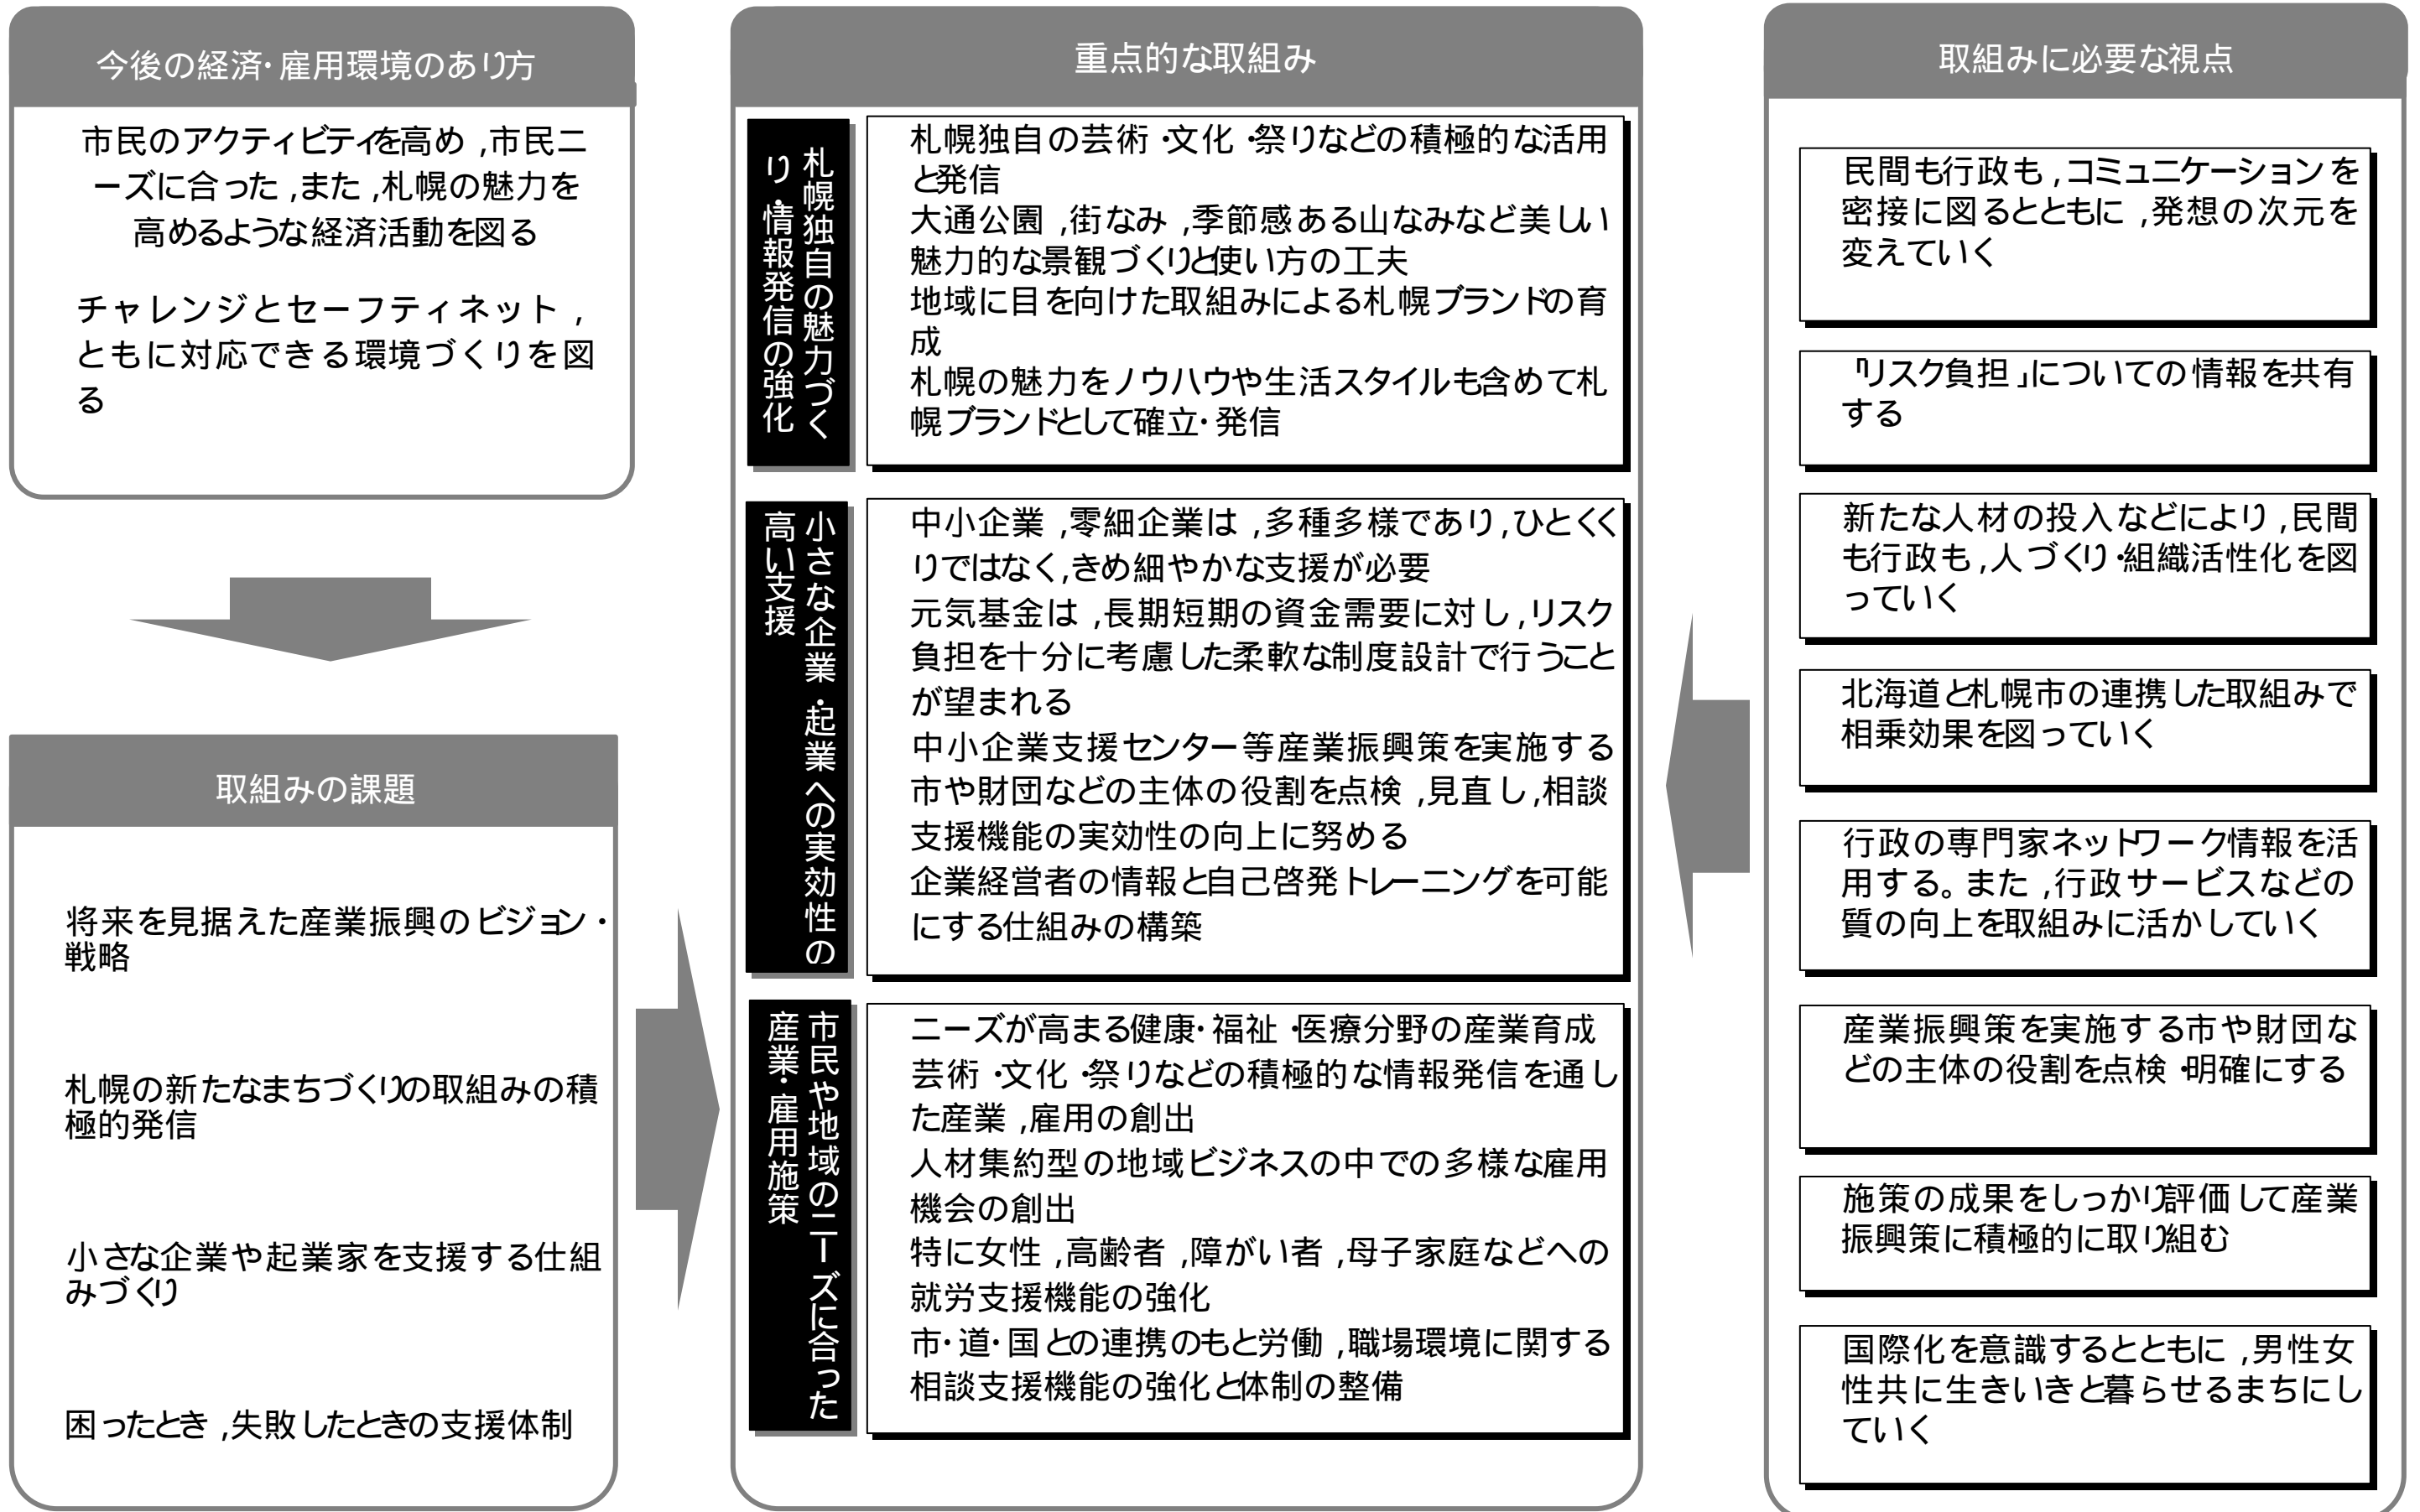 今後の経済・雇用環境のあり方
市民のアクティビティを高め,市民ニ
ーズに合った,また,札幌の魅力を
高めるような経済活動を図る
チャレンジとセーフティネット,
ともに対応できる環境づくりを図
る
取組みの課題
将来を見据えた産業振興のビジョン・
戦略
札幌の新たなまちづくりの取組みの積
極的発信
小さな企業や起業家を支援する仕組
みづくり
困ったとき,失敗したときの支援体制
重点的な取組み
札幌独自の魅力づく
り・情報発信の強化
札幌独自の芸術・文化・祭りなどの積極的な活用
と発信
大通公園,街なみ,季節感ある山なみなど美しい
魅力的な景観づくりと使い方の工夫
地域に目を向けた取組みによる札幌ブランドの育
成
札幌の魅力をノウハウや生活スタイルも含めて札
幌ブランドとして確立・発信
小さな企業・起業への実効性の
高い支援
中小企業,零細企業は,多種多様であり,ひとくく
りではなく,きめ細やかな支援が必要
元気基金は,長期短期の資金需要に対し,リスク
負担を十分に考慮した柔軟な制度設計で行うこと
が望まれる
中小企業支援センター等産業振興策を実施する
市や財団などの主体の役割を点検,見直し,相談
支援機能の実効性の向上に努める
企業経営者の情報と自己啓発トレーニングを可能
にする仕組みの構築
市民や地域のニーズに合った
産業・雇用施策
ニーズが高まる健康・福祉・医療分野の産業育成
芸術・文化・祭りなどの積極的な情報発信を通し
た産業,雇用の創出
人材集約型の地域ビジネスの中での多様な雇用
機会の創出
特に女性,高齢者,障がい者,母子家庭などへの
就労支援機能の強化
市・道・国との連携のもと労働,職場環境に関する
相談支援機能の強化と体制の整備
取組みに必要な視点
民間も行政も,コミュニケーションを
密接に図るとともに,発想の次元を
変えていく
「リスク負担」についての情報を共有
する
新たな人材の投入などにより,民間
も行政も,人づくり・組織活性化を図
っていく
北海道と札幌市の連携した取組みで
相乗効果を図っていく
行政の専門家ネットワーク情報を活
用する。また,行政サービスなどの
質の向上を取組みに活かしていく
産業振興策を実施する市や財団な
どの主体の役割を点検・明確にする
施策の成果をしっかり評価して産業
振興策に積極的に取り組む
国際化を意識するとともに,男性女
性共に生きいきと暮らせるまちにし
ていく